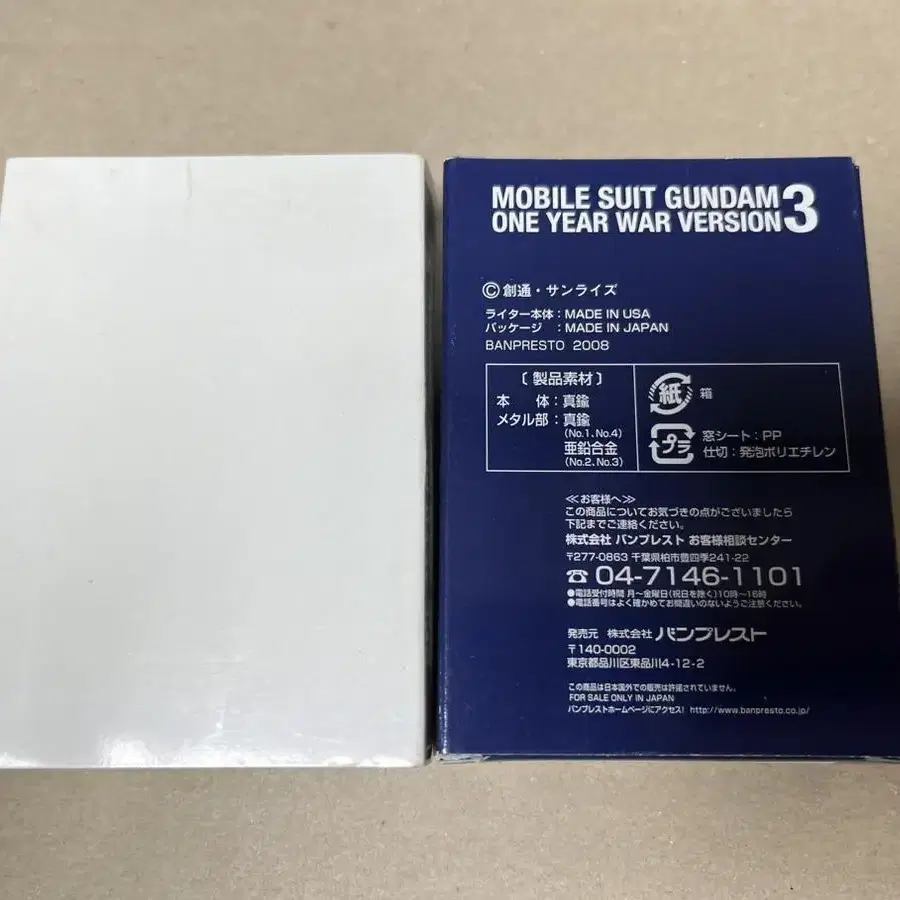 MOBILE SUIT GUNDAM
ONE YEAR WAR VERSION 3
©創通・サンライズ
ライター本体：MADE IN USA
パッケージ　：MADE IN JAPAN
BANPRESTO 2008
〔 製品素材 〕
本　　体：真鍮
メタル部：真鍮
(No.1、No.4)
亜鉛合金
(No.2、No.3)
紙 箱
プラ 窓シート：PP
仕切：発泡ポリエチレン
≪お客様へ≫
この商品についてお気づきの点がございましたら
下記までご連絡ください。
株式会社 バンプレスト お客様相談センター
〒277-0863 千葉県柏市豊四季241-22
☎ 04-7146-1101
●電話受付時間 月〜金曜日(祝日を除く)10時〜16時
●電話番号はよく確かめてお間違いのないようご注意ください。
発売元 株式会社 バンプレスト
〒140-0002
東京都品川区東品川4-12-2
この商品は日本国外での販売は許諾されていません。
FOR SALE ONLY IN JAPAN
バンプレストホームページにアクセス! http://www.banpresto.co.jp/